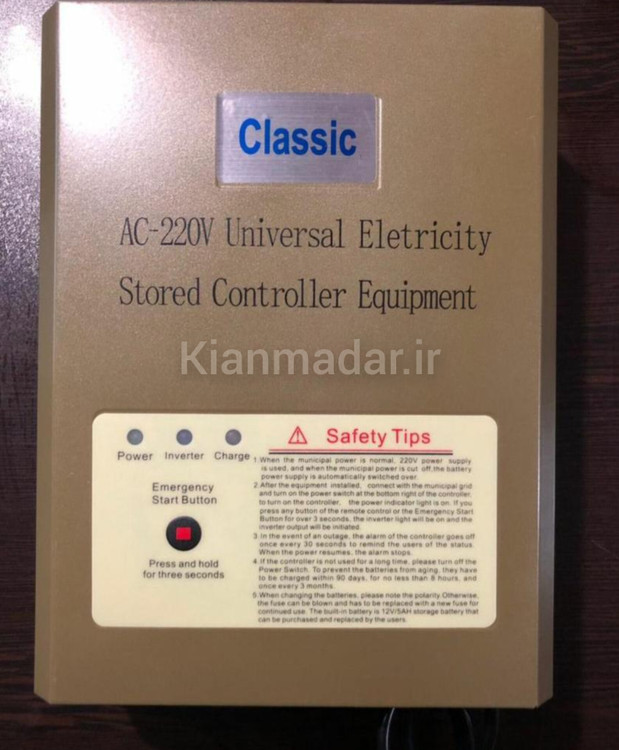 Classic
AC-220V Universal Eletricity
Stored Controller Equipment
Kianmadar.ir
Power Inverter Charge
Emergency
Start Button
Press and hold
for three seconds
Safety Tips
1.When the municipal power is normal, 220V power supply
is used, and when the municipal power is cut off,the battery
power supply is automatically switched over.
2.After the equipment installed, connect with the municipal grid
and turn on the power switch at the bottom right of the controller,
to turn on the controller, the power indicator light is on. If you
press any button of the remote control or the Emergency Start
Button for over 3 seconds, the inverter light will be on and the
inverter output will be initiated.
3.In the event of an outage, the alarm of the controller goes off
once every 30 seconds to remind the users of the status.
When the power resumes, the alarm stops.
4.If the controller is not used for a long time, please turn off the
Power Switch. To prevent the batteries from aging, they have
to be charged within 90 days, for no less than 8 hours, and
once every 3 months.
5.When changing the batteries, please note the polarity.Otherwise,
the fuse can be blown and has to be replaced with a new fuse for
continued use. The built-in battery is 12V/5AH storage battery that
can be purchased and replaced by the users.